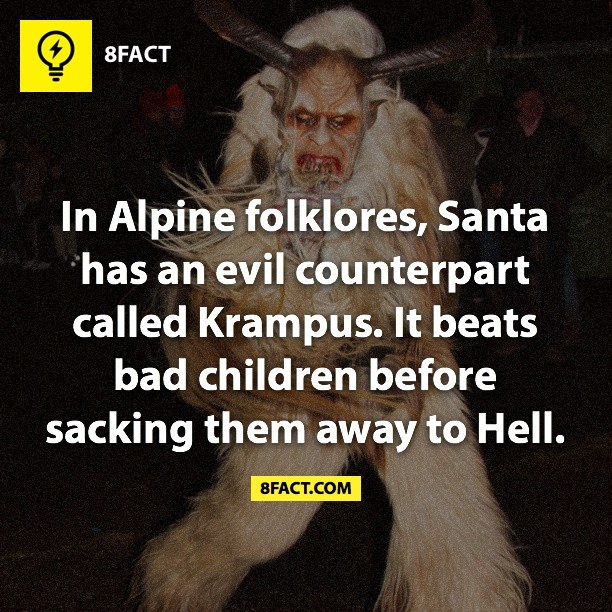 8FACT
In Alpine folklores, Santa
has an evil counterpart
called Krampus. It beats
bad children before
sacking them away to Hell.
8FACT.COM